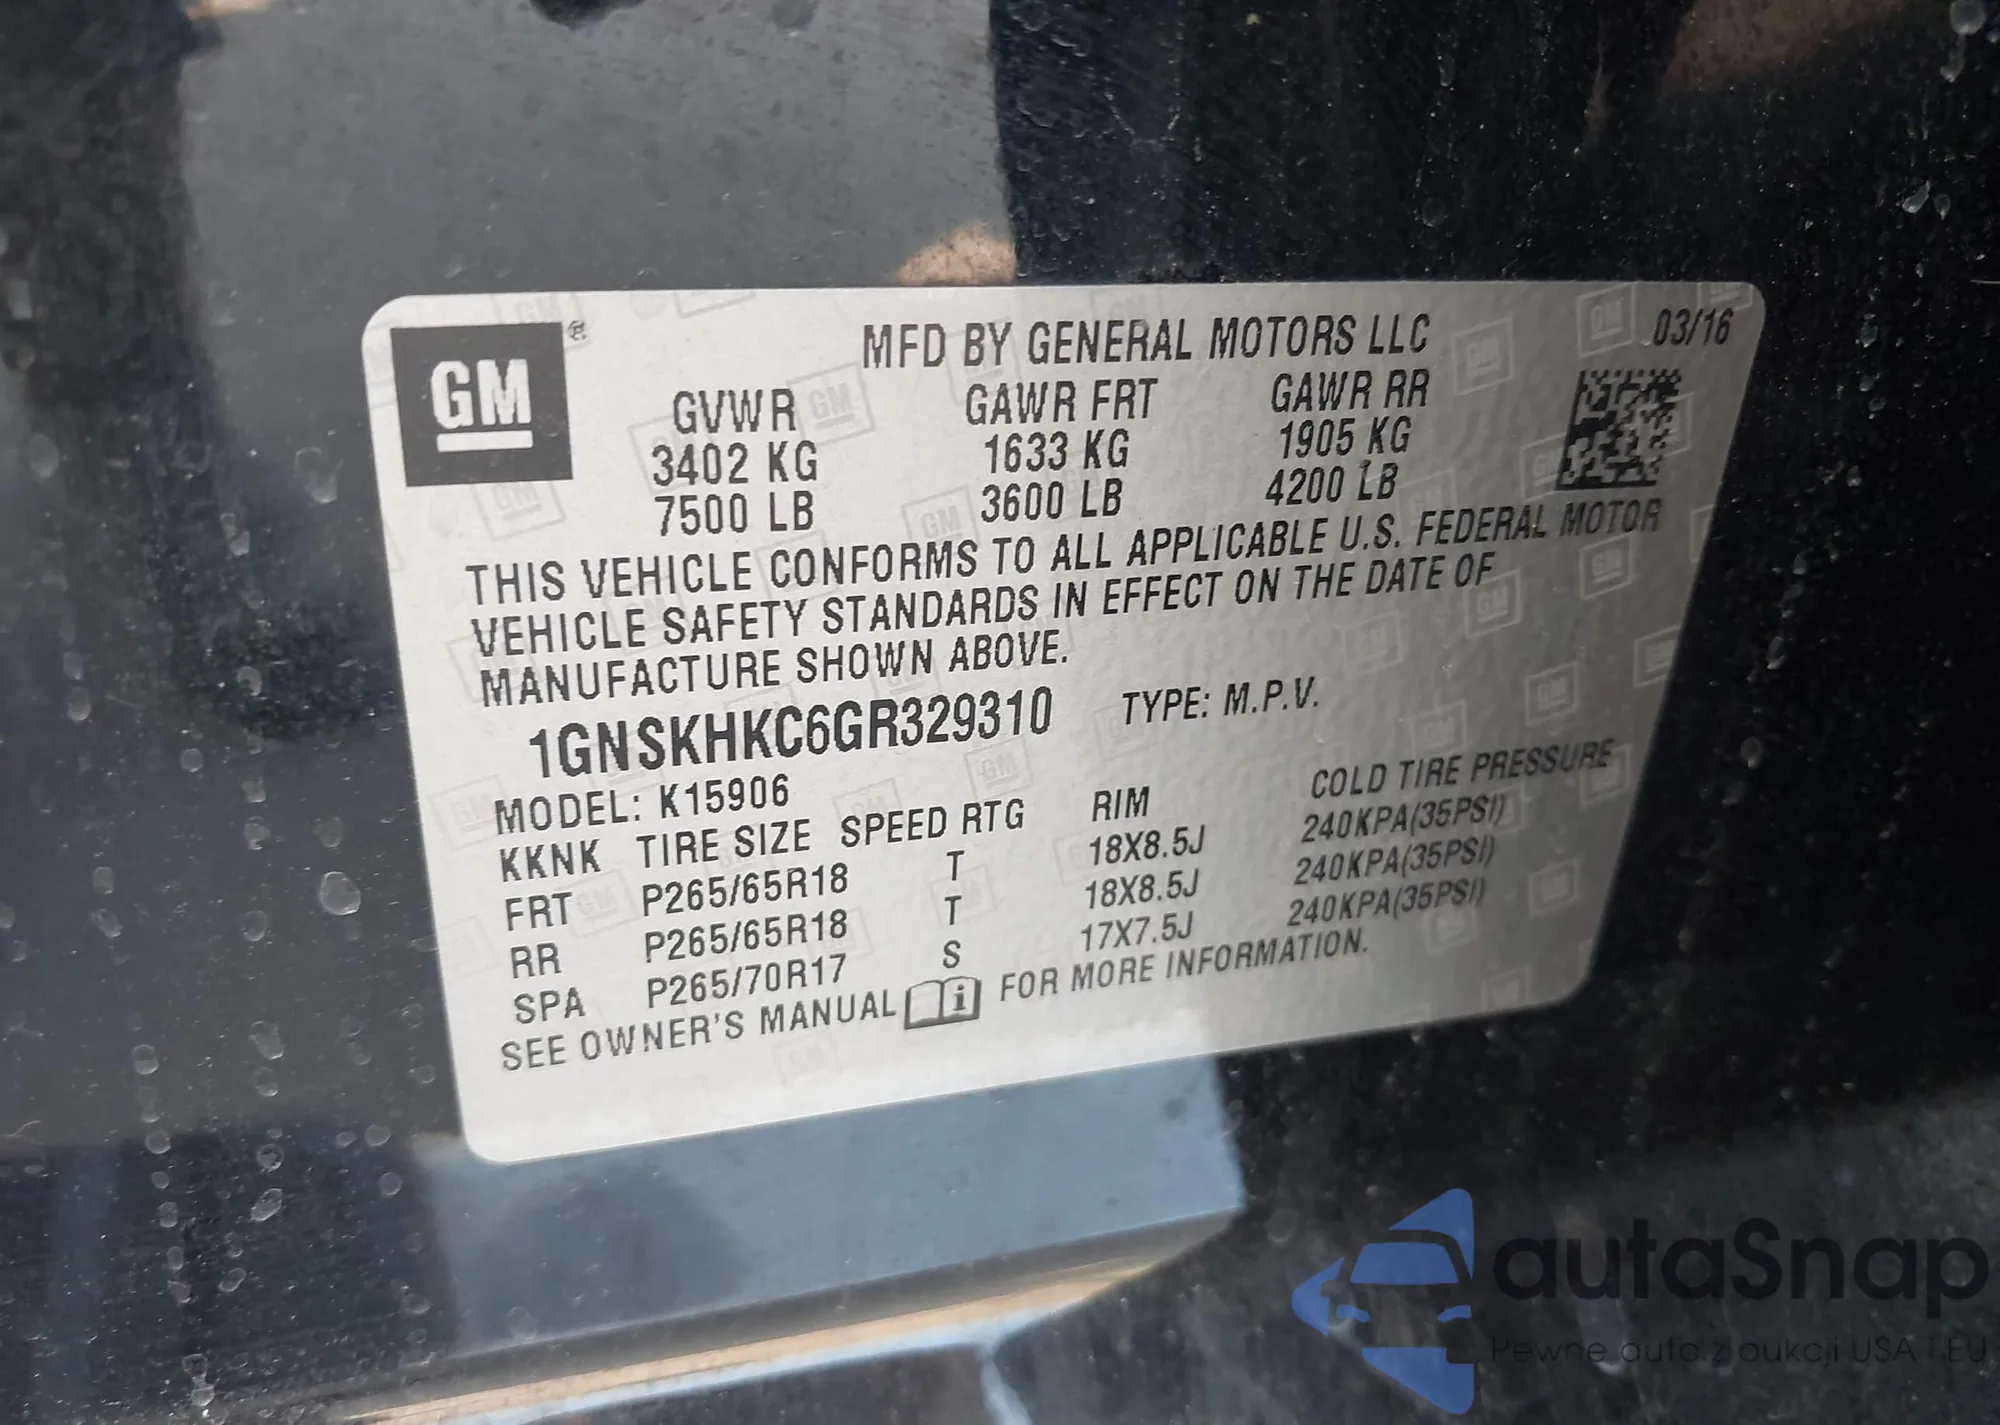 GM ®
MFD BY GENERAL MOTORS LLC 03/16
GVWR GAWR FRT GAWR RR
3402 KG 1633 KG 1905 KG
7500 LB 3600 LB 4200 LB
THIS VEHICLE CONFORMS TO ALL APPLICABLE U.S. FEDERAL MOTOR
VEHICLE SAFETY STANDARDS IN EFFECT ON THE DATE OF
MANUFACTURE SHOWN ABOVE.
1GNSKHKC6GR329310 TYPE: M.P.V.
MODEL: K15906
KKNK TIRE SIZE SPEED RTG RIM COLD TIRE PRESSURE
FRT P265/65R18 T 18X8.5J 240KPA(35PSI)
RR P265/65R18 T 18X8.5J 240KPA(35PSI)
SPA P265/70R17 S 17X7.5J 240KPA(35PSI)
SEE OWNER'S MANUAL i FOR MORE INFORMATION.
autaSnap
Pewne auta z aukcji USA i EU